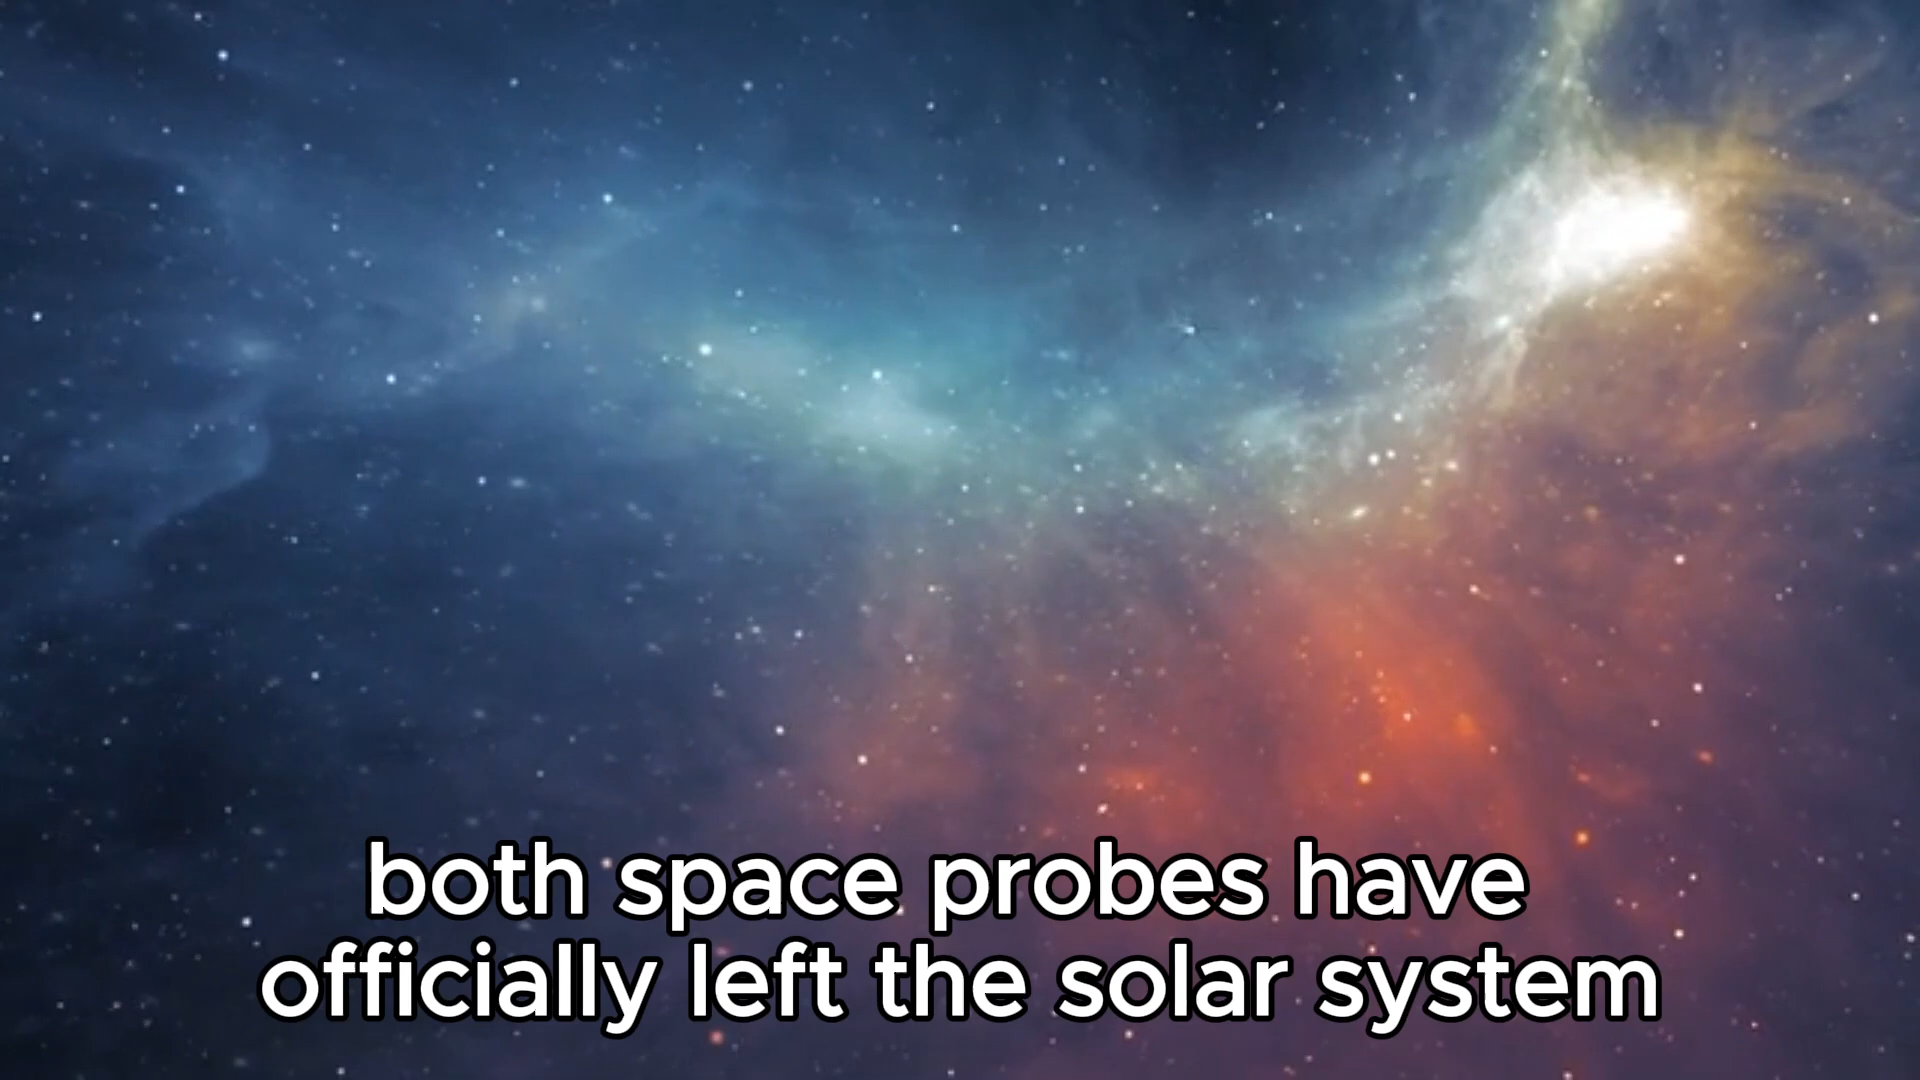 both space probes have
officially left the solar system